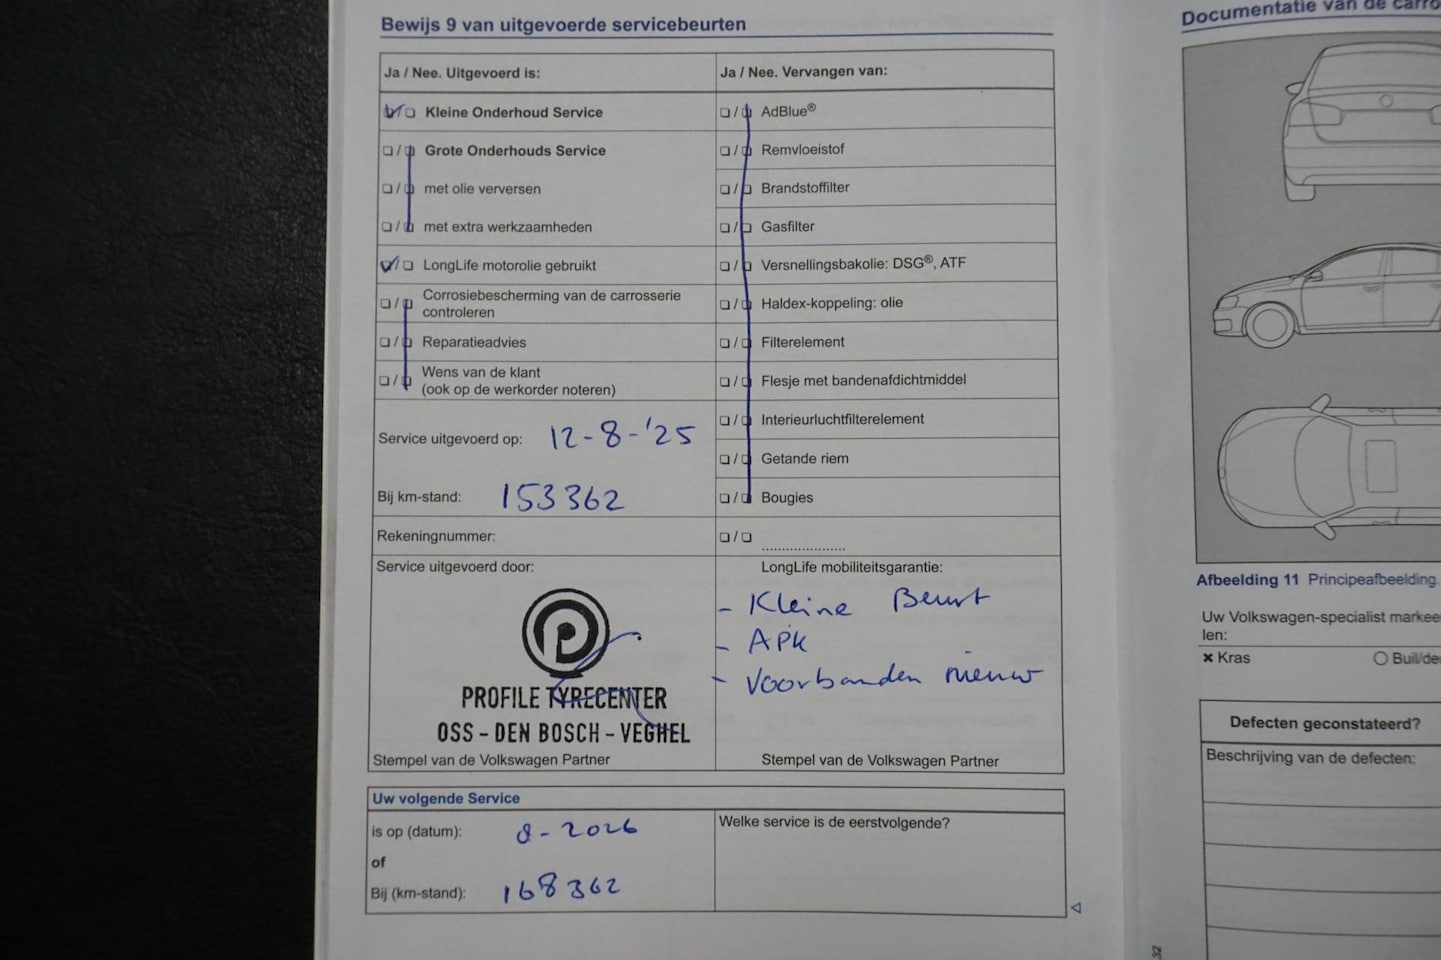 Bewijs 9 van uitgevoerde servicebeurten
Ja / Nee. Uitgevoerd is:
Kleine Onderhoud Service
Grote Onderhouds Service
met olie verversen
met extra werkzaamheden
LongLife motorolie gebruikt
Corrosiebescherming van de carrosserie
controleren
Reparatieadvies
Wens van de klant
(ook op de werkorder noteren)
Service uitgevoerd op: 12-8-'25
Bij km-stand: 153362
Rekeningnummer:
Service uitgevoerd door:
PROFILE TYRECENTER
OSS - DEN BOSCH - VEGHEL
Stempel van de Volkswagen Partner
Ja / Nee. Vervangen van:
AdBlue®
Remvloeistof
Brandstoffilter
Gasfilter
Versnellingsbakolie: DSG®, ATF
Haldex-koppeling: olie
Filterelement
Flesje met bandenafdichtmiddel
Interieurluchtfilterelement
Getande riem
Bougies
LongLife mobiliteitsgarantie:
- Kleine Beurt
- APK
- Voorbanden nieuw
Stempel van de Volkswagen Partner
Uw volgende Service
is op (datum): 8-2026
of
Bij (km-stand): 168362
Welke service is de eerstvolgende?
Documentatie van de carro
Afbeelding 11 Principeafbeelding.
Uw Volkswagen-specialist markee
len:
× Kras
Defecten geconstateerd?
Beschrijving van de defecten:
32